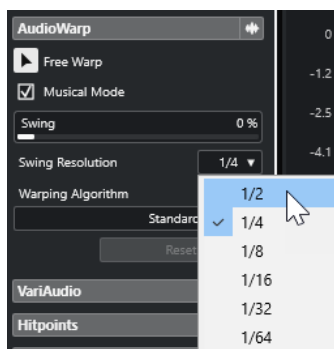 AudioWarp
0
Free Warp
-1.2
Musical Mode
-2.5
Swing 0 %
-4.1
Swing Resolution 1/4
Warping Algorithm
1/2
Standard
1/4
Reset
1/8
1/16
VariAudio
1/32
Hitpoints
1/64